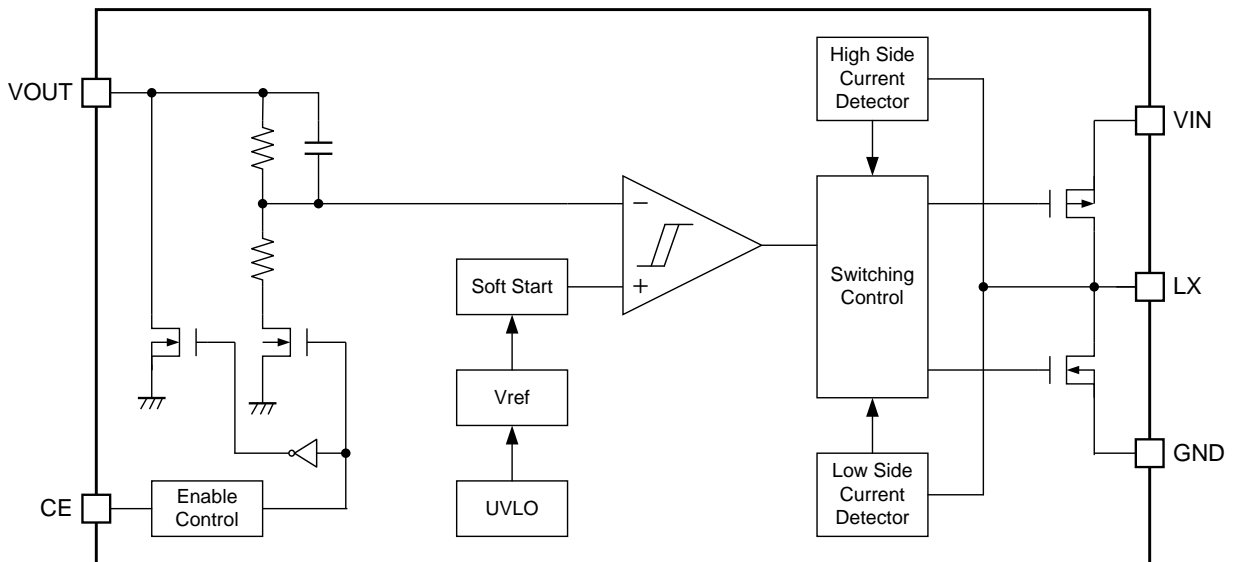 High Side
Current
Detector
VOUT
VIN
−
Switching
Control
+
Soft Start
LX
Vref
GND
CE
Enable
Control
UVLO
Low Side
Current
Detector